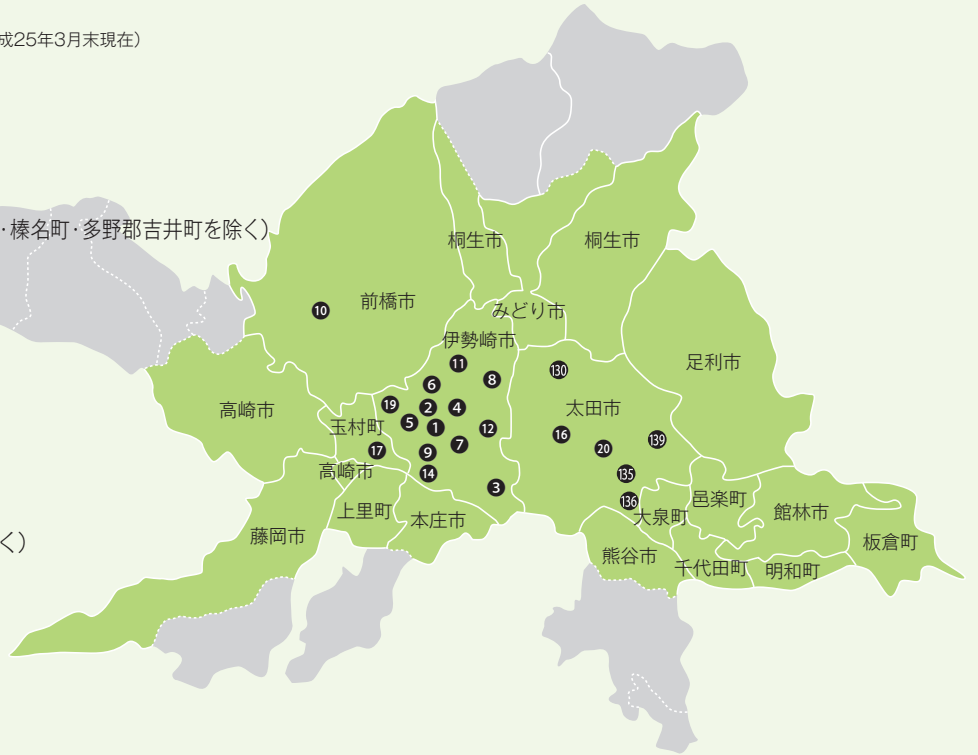 成25年3月末現在）
・榛名町・多野郡吉井町を除く）
桐生市
桐生市
前橋市
10
みどり市
伊勢崎市
11
130
足利市
8
6
19
2
4
太田市
高崎市
玉村町
5
1
12
16
139
7
20
17
9
高崎市
14
135
3
136
邑楽町
上里町
本庄市
大泉町
館林市
藤岡市
く）
熊谷市
板倉町
千代田町
明和町